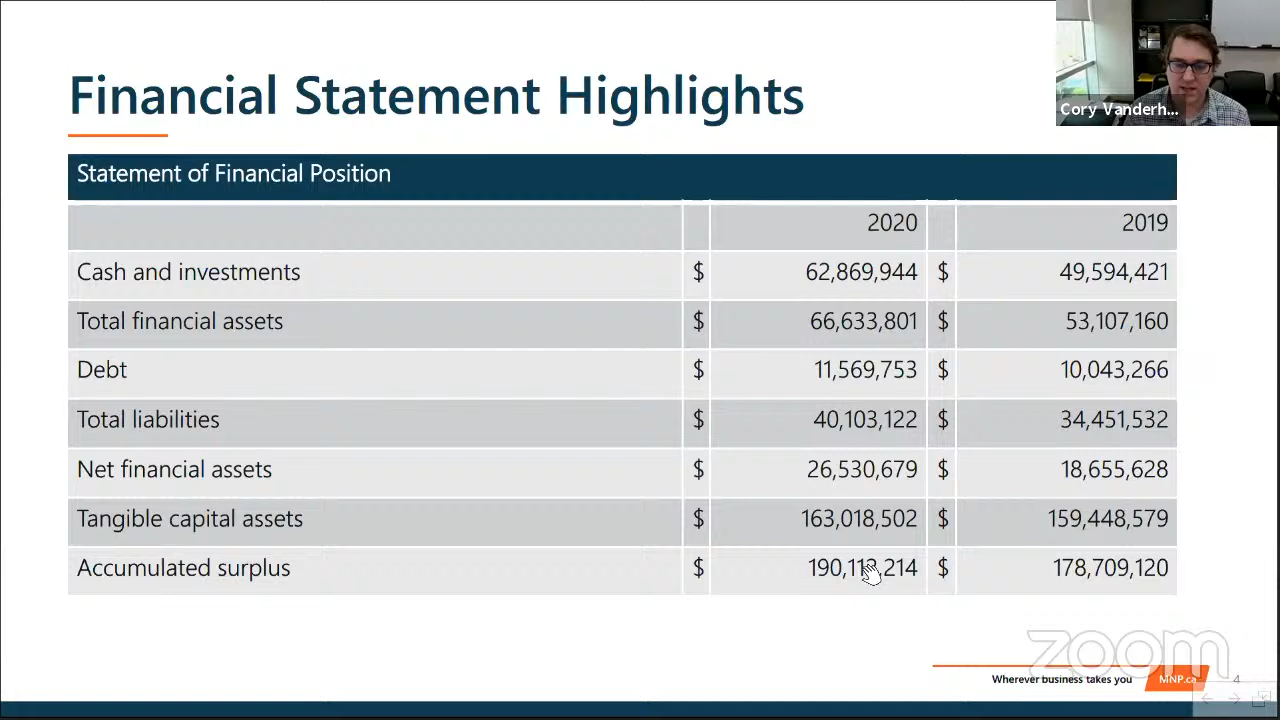 Financial Statement Highlights
Cory Vanderh...
Statement of Financial Position
2020 2019
Cash and investments $ 62,869,944 $ 49,594,421
Total financial assets $ 66,633,801 $ 53,107,160
Debt $ 11,569,753 $ 10,043,266
Total liabilities $ 40,103,122 $ 34,451,532
Net financial assets $ 26,530,679 $ 18,655,628
Tangible capital assets $ 163,018,502 $ 159,448,579
Accumulated surplus $ $ 178,709,120
zoom
Wherever business takes you MNP.ca 4